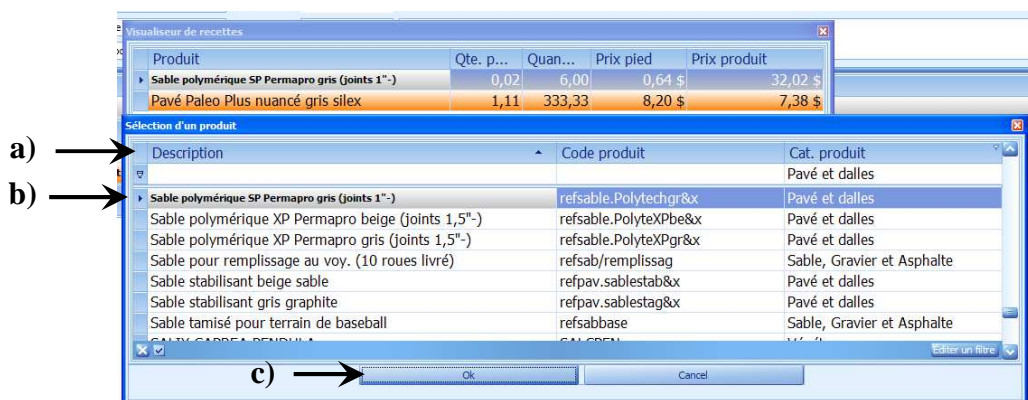 Visualiseur de recettes
Produit Qte. p... Quan... Prix pied Prix produit
Sable polymérique SP Permapro gris (joints 1"-) 0,02 6,00 0,64 $ 32,02 $
Pavé Paleo Plus nuancé gris silex 1,11 333,33 8,20 $ 7,38 $
Sélection d'un produit
a) Description Code produit Cat. produit
Pavé et dalles
b) Sable polymérique SP Permapro gris (joints 1"-) refsable.Polytechgr&x Pavé et dalles
Sable polymérique XP Permapro beige (joints 1,5"-) refsable.PolyteXPbe&x Pavé et dalles
Sable polymérique XP Permapro gris (joints 1,5"-) refsable.PolyteXPgr&x Pavé et dalles
Sable pour remplissage au voy. (10 roues livré) refsab/remplissag Sable, Gravier et Asphalte
Sable stabilisant beige sable refpav.sablestab&x Pavé et dalles
Sable stabilisant gris graphite refpav.sablestag&x Pavé et dalles
Sable tamisé pour terrain de baseball refsabbase Sable, Gravier et Asphalte
Editer un filtre
c) Ok Cancel